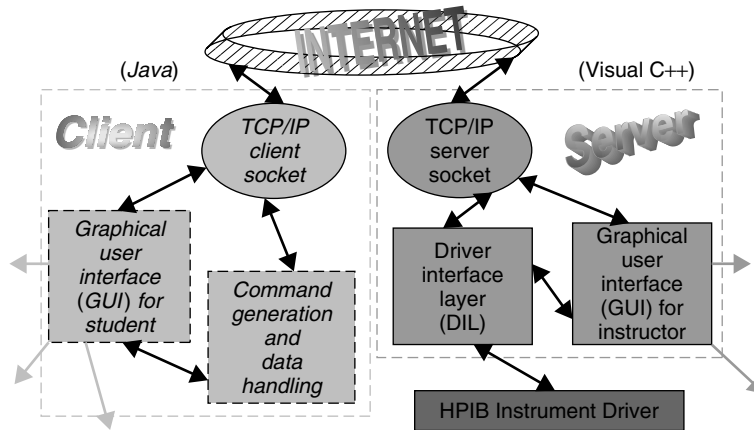 INTERNET
(Java)
(Visual C++)
Client
TCP/IP
client
socket
Graphical
user
interface
(GUI) for
student
Command
generation
and
data
handling
Server
TCP/IP
server
socket
Driver
interface
layer
(DIL)
Graphical
user
interface
(GUI) for
instructor
HPIB Instrument Driver